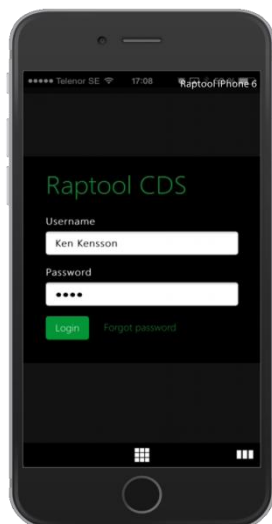 Telenor SE 17:08
Raptool iPhone 6
Raptool CDS
Username
Ken Kensson
Password
••••
Login Forgot password